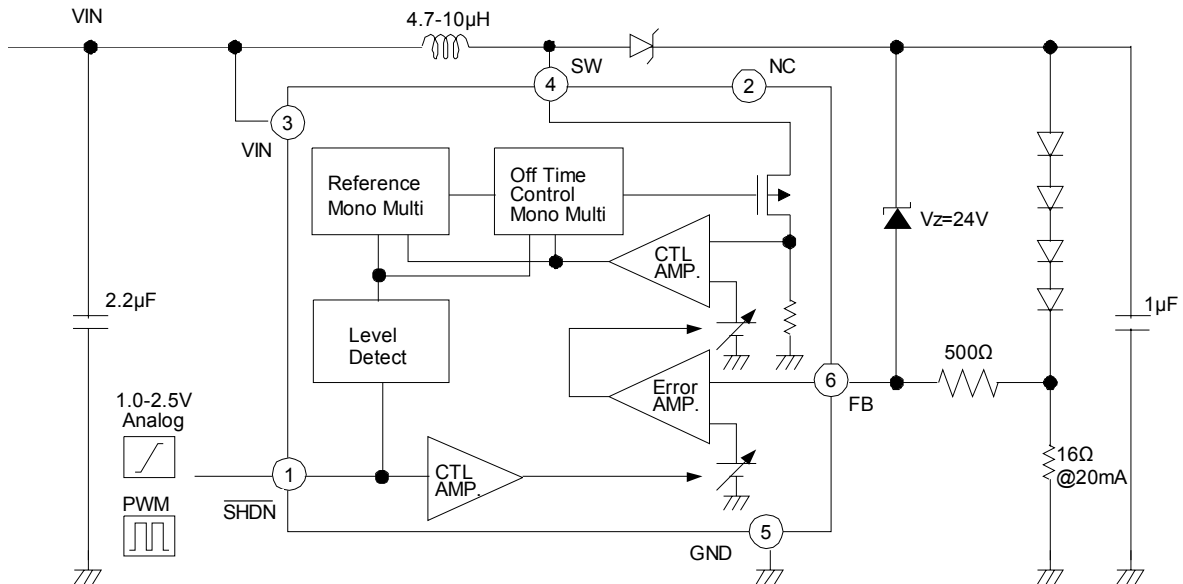 VIN
4.7-10µH
SW
NC
4
2
3
VIN
Reference
Mono Multi
Off Time
Control
Mono Multi
CTL
AMP.
Vz=24V
2.2µF
Level
Detect
1µF
500Ω
6
FB
Error
AMP.
1.0-2.5V
Analog
1
CTL
AMP.
16Ω
@20mA
PWM
SHDN
5
GND